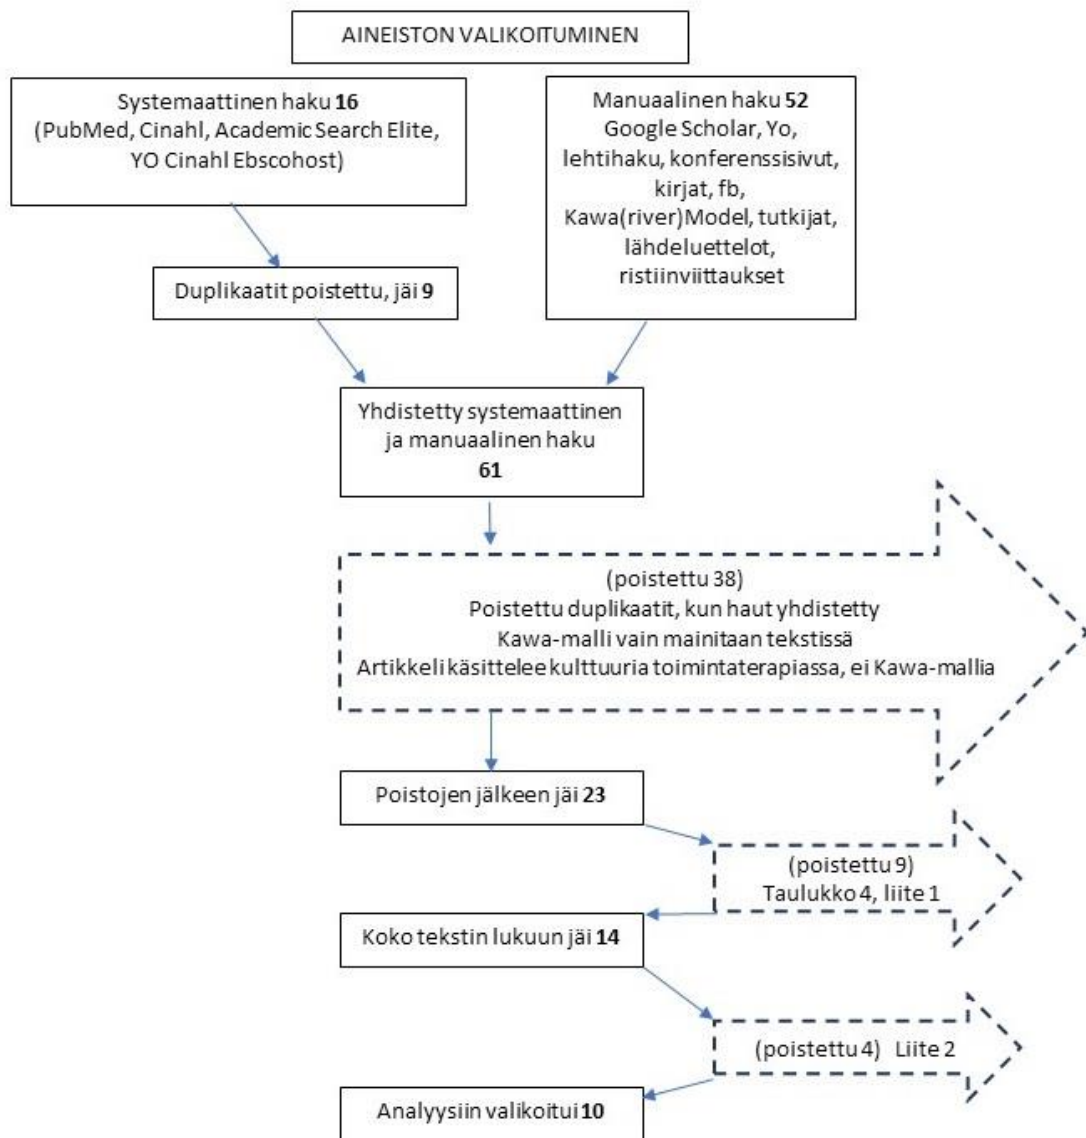 AINEISTON VALIKOITUMINEN
Systemaattinen haku 16
(PubMed, Cinahl, Academic Search Elite,
YO Cinahl Ebscohost)
Manuaalinen haku 52
Google Scholar, Yo,
lehtihaku, konferenssisivut,
kirjat, fb,
Kawa(river)Model, tutkijat,
lähdeluettelot,
ristiinviittaukset
Duplikaatit poistettu, jäi 9
Yhdistetty systemaattinen
ja manuaalinen haku
61
(poistettu 38)
Poistettu duplikaatit, kun haut yhdistetty
Kawa-malli vain mainitaan tekstissä
Artikkeli käsittelee kulttuuria toimintaterapiassa, ei Kawa-mallia
Poistojen jälkeen jäi 23
(poistettu 9)
Taulukko 4, liite 1
Koko tekstin lukuun jäi 14
(poistettu 4) Liite 2
Analyysiin valikoitui 10